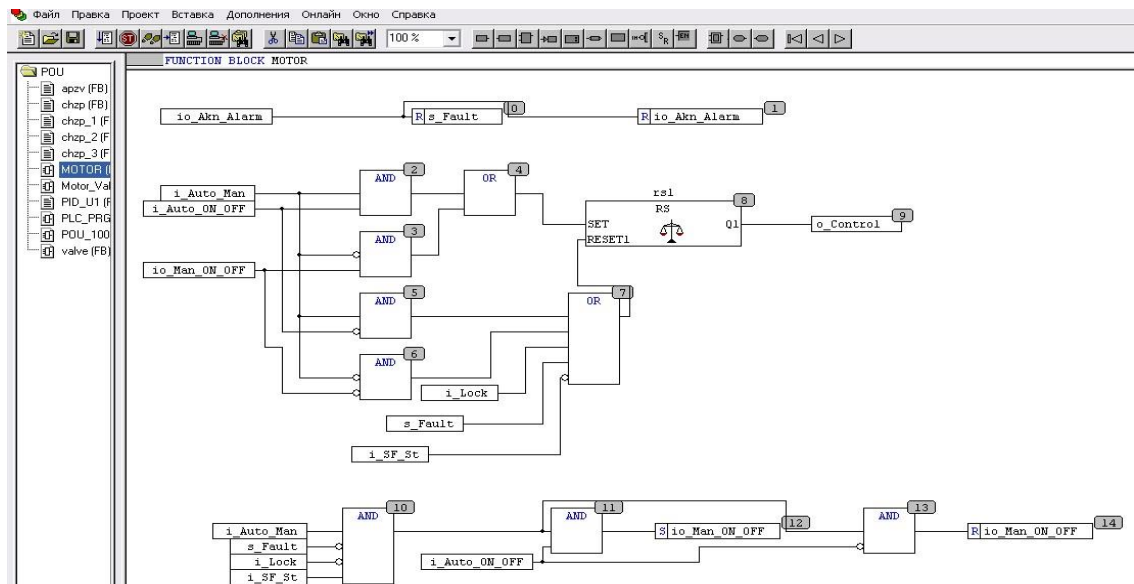 Файл Правка Проект Вставка Дополнения Онлайн Окно Справка
100 %
FUNCTION BLOCK MOTOR
POU
apzv (FB)
chzp (FB)
chzp_1 (F
chzp_2 (F
chzp_3 (F
MOTOR (
Motor_Val
PID_U1 (F
PLC_PRG
POU_100
valve (FB)
io_Akn_Alarm
R s_Fault
0
R io_Akn_Alarm
1
i_Auto_Man
i_Auto_ON_OFF
io_Man_ON_OFF
AND
2
OR
4
AND
3
AND
5
AND
6
OR
7
i_Lock
s_Fault
i_SF_St
rs1
RS
8
SET
RESET1
Q1
o_Control
9
i_Auto_Man
s_Fault
i_Lock
i_SF_St
AND
10
i_Auto_ON_OFF
AND
11
S io_Man_ON_OFF
12
AND
13
R io_Man_ON_OFF
14